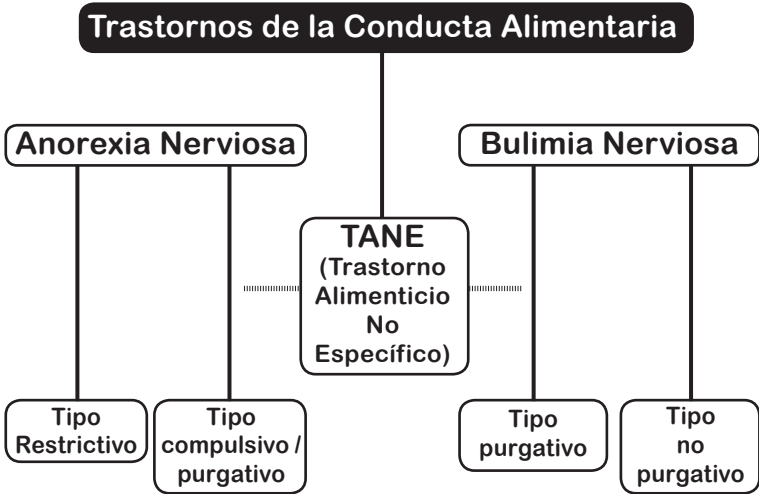 Trastornos de la Conducta Alimentaria
Anorexia Nerviosa
Bulimia Nerviosa
TANE
(Trastorno
Alimenticio
No
Específico)
Tipo
Restrictivo
Tipo
compulsivo /
purgativo
Tipo
purgativo
Tipo
no
purgativo